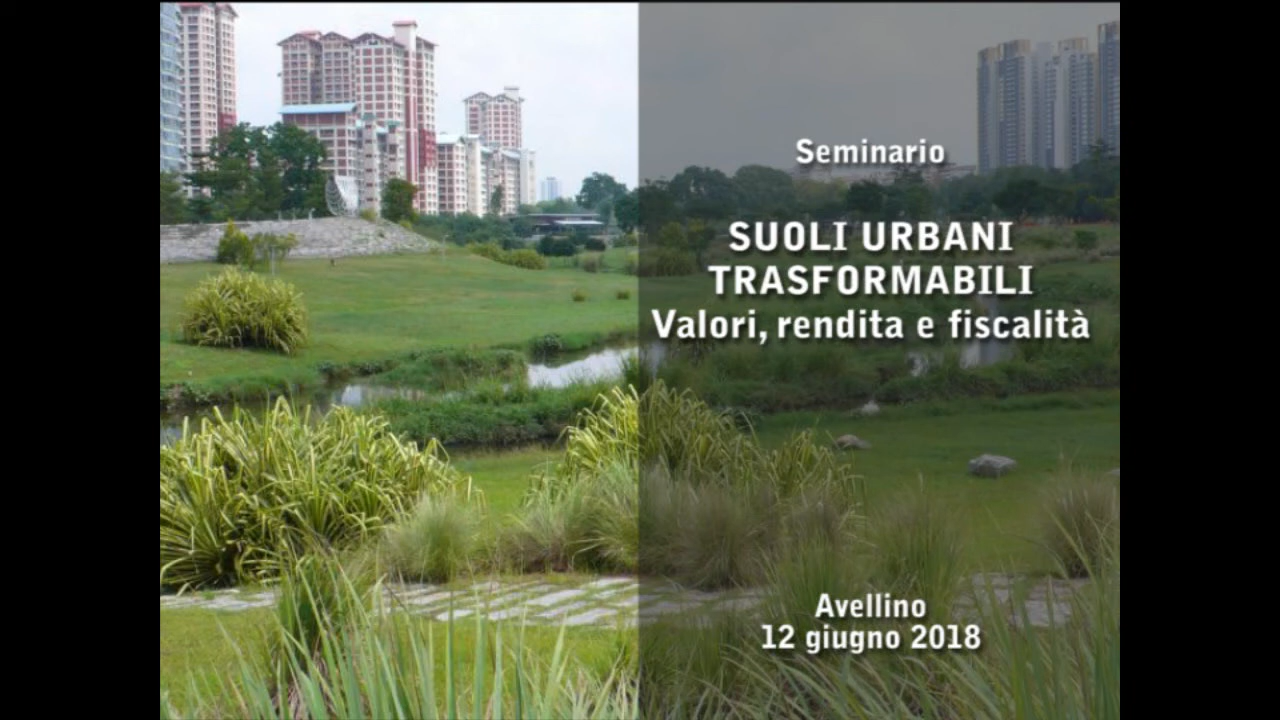 Seminario
SUOLI URBANI
TRASFORMABILI
Valori, rendita e fiscalità
Avellino
12 giugno 2018